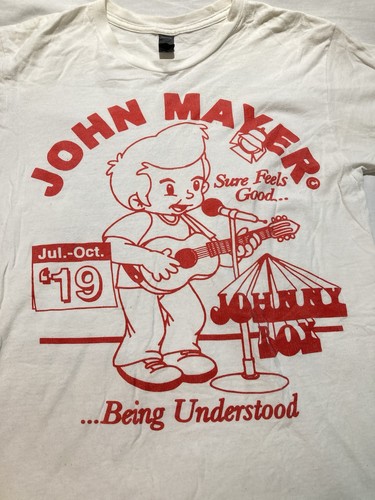 JOHN MAYER©
Sure Feels
Good...
Jul.-Oct.
'19
JOHNNY
BOY
...Being Understood